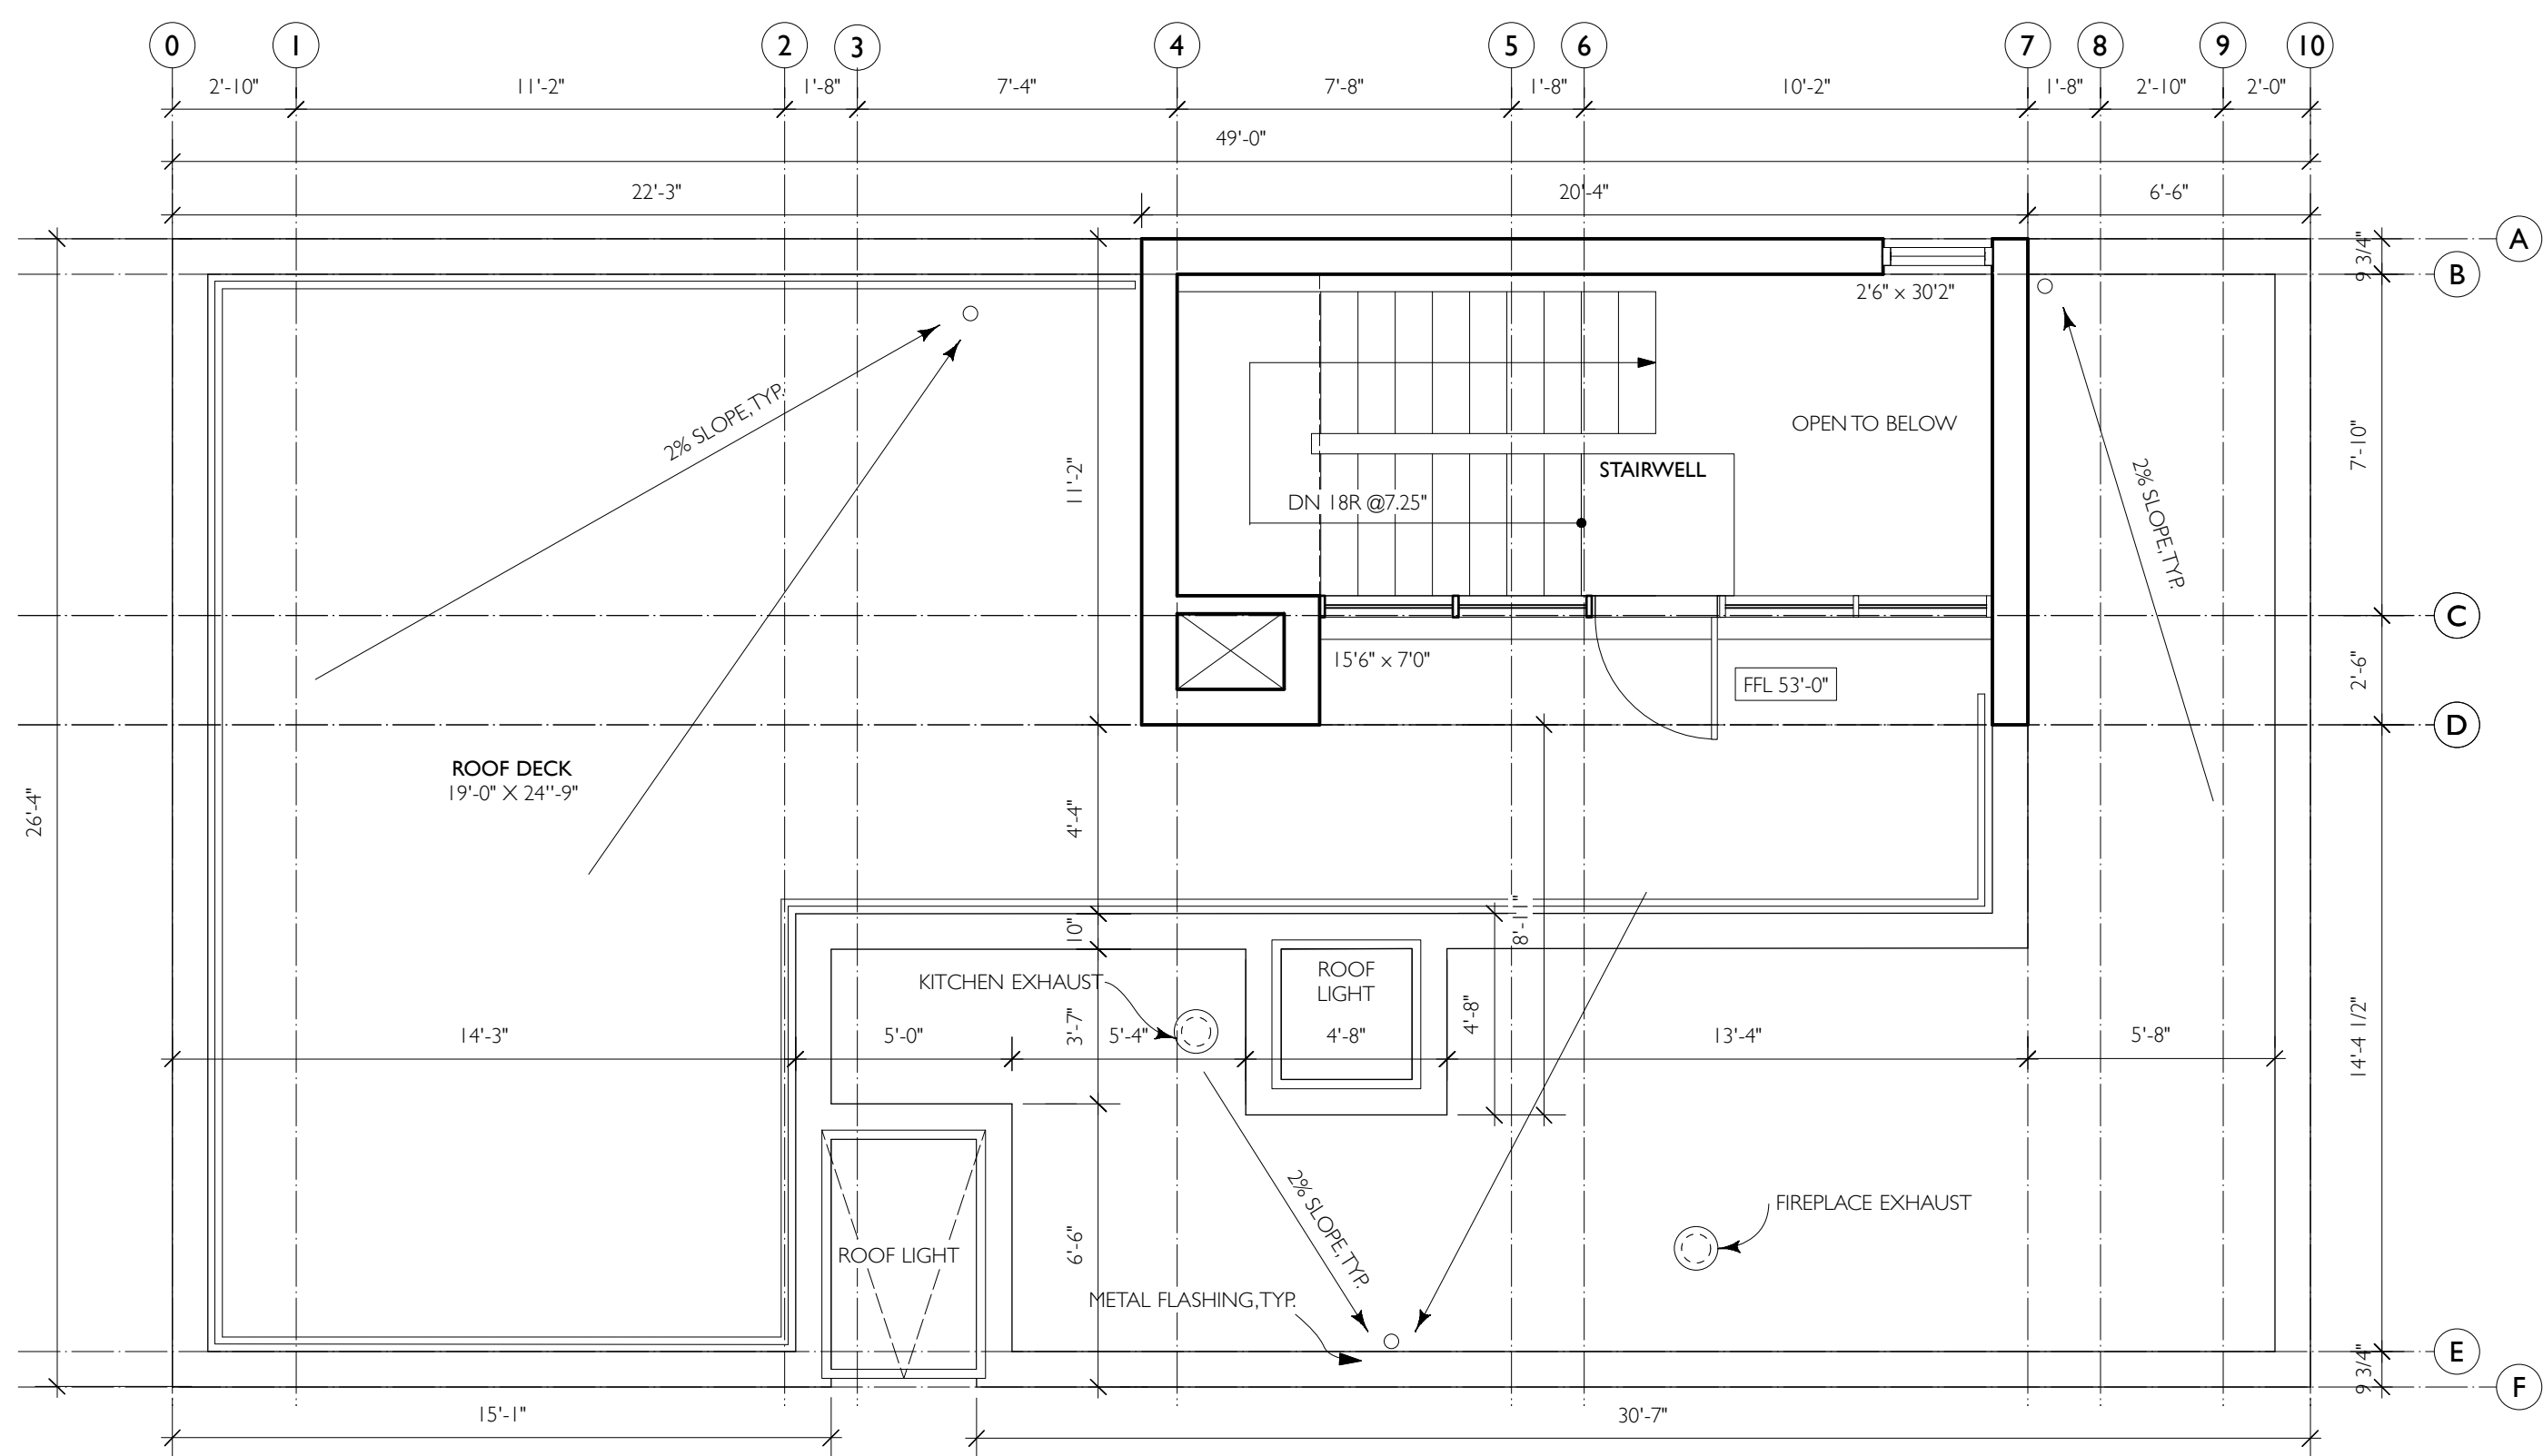 0 1 2 3 4 5 6 7 8 9 10
2'-10" 11'-2" 1'-8" 7'-4" 7'-8" 1'-8" 10'-2" 1'-8" 2'-10" 2'-0"
49'-0"
22'-3" 20'-4" 6'-6"
A
9 3/4"
B
2'6" x 30'2"
2% SLOPE, TYP.
OPEN TO BELOW
7'-10"
11'-2"
STAIRWELL
DN 18R @7.25"
2% SLOPE, TYP.
C
15'6" x 7'0"
FFL 53'-0"
2'-6"
D
ROOF DECK
19'-0" X 24''-9"
26'-4"
4'-4"
10"
8'-11"
KITCHEN EXHAUST
ROOF
LIGHT
14'-3" 5'-0" 3'-7" 5'-4" 4'-8" 4'-8" 13'-4" 5'-8"
14'-4 1/2"
2% SLOPE, TYP.
FIREPLACE EXHAUST
6'-6"
ROOF LIGHT
METAL FLASHING, TYP.
E
9 3/4"
F
15'-1" 30'-7"